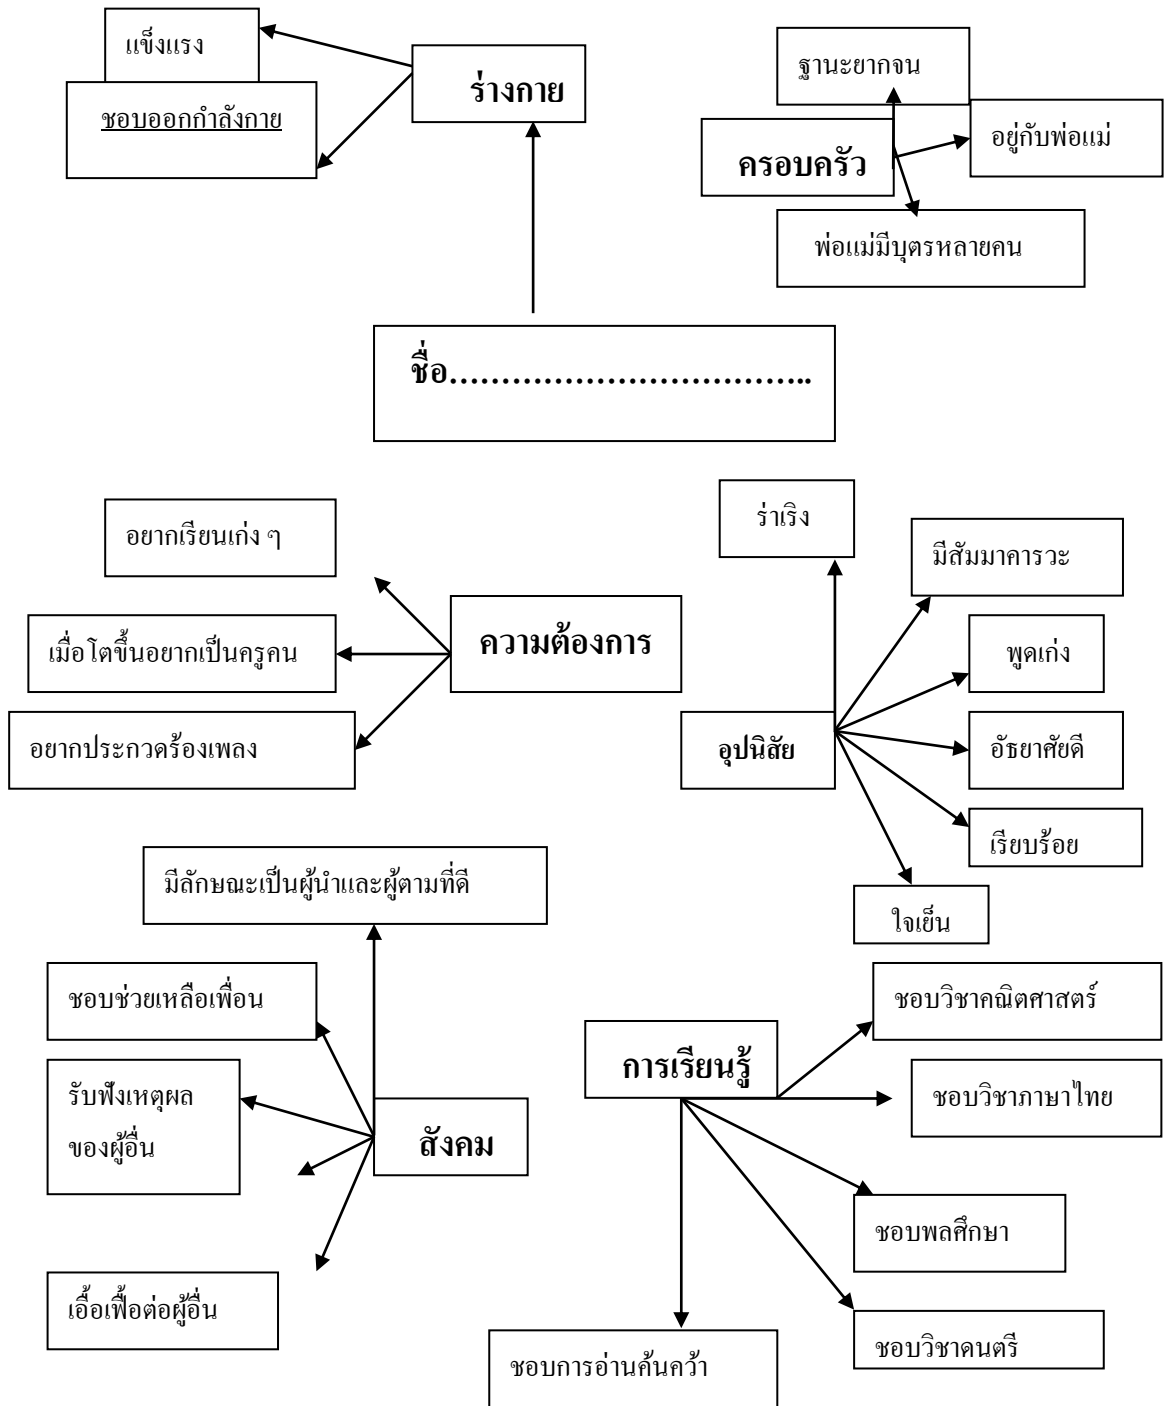 แข็งแรง
ร่างกาย
ชอบออกกำลังกาย
ฐานะยากจน
อยู่กับพ่อแม่
ครอบครัว
พ่อแม่มีบุตรหลายคน
ชื่อ………………………………..
อยากเรียนเก่ง ๆ
ความต้องการ
เมื่อโตขึ้นอยากเป็นครูคน
อยากประกวดร้องเพลง
ร่าเริง
มีสัมมาคารวะ
พูดเก่ง
อุปนิสัย
อัธยาศัยดี
เรียบร้อย
ใจเย็น
มีลักษณะเป็นผู้นำและผู้ตามที่ดี
ชอบช่วยเหลือเพื่อน
รับฟังเหตุผล
ของผู้อื่น
สังคม
เอื้อเฟื้อต่อผู้อื่น
การเรียนรู้
ชอบวิชาคณิตศาสตร์
ชอบวิชาภาษาไทย
ชอบพลศึกษา
ชอบวิชาดนตรี
ชอบการอ่านค้นคว้า